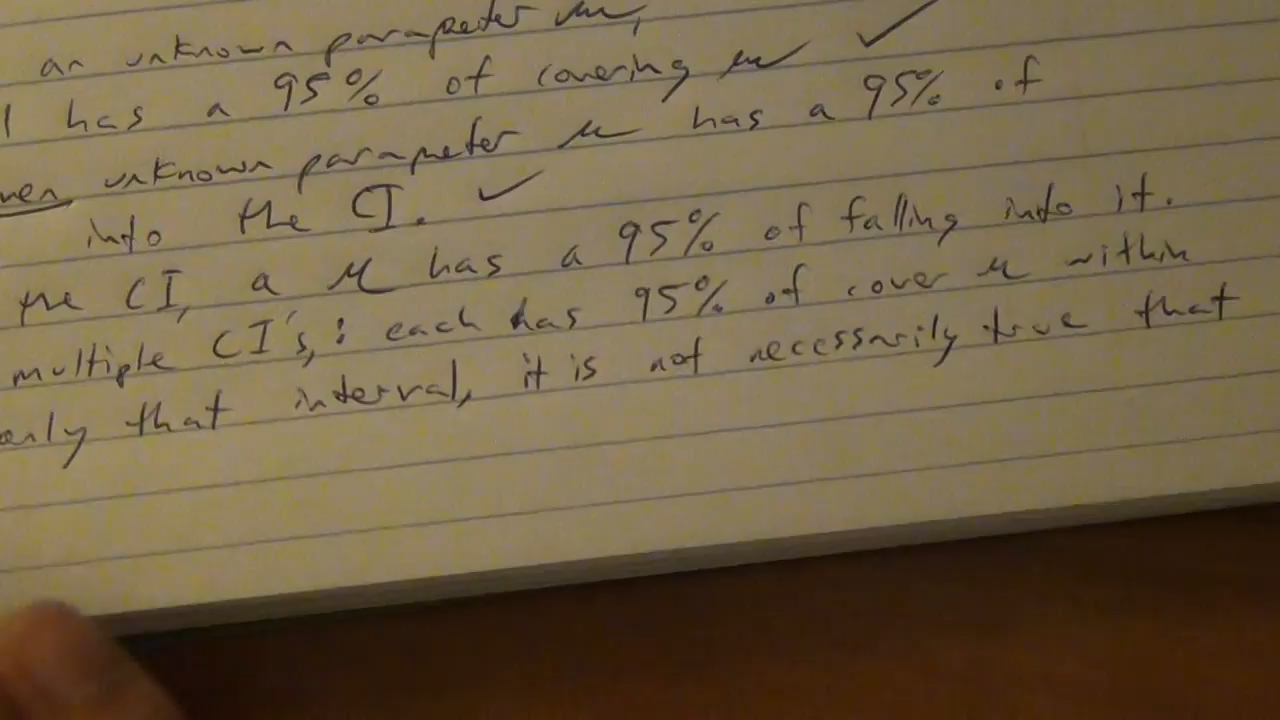 an unknown parameter μ,
I has a 95% of covering μ ✓
unknown parameter μ has a 95% of
into the CI. ✓
the CI, a μ has a 95% of falling into it.
multiple CI's,: each has 95% of cover μ within
only that interval, it is not necessarily true that